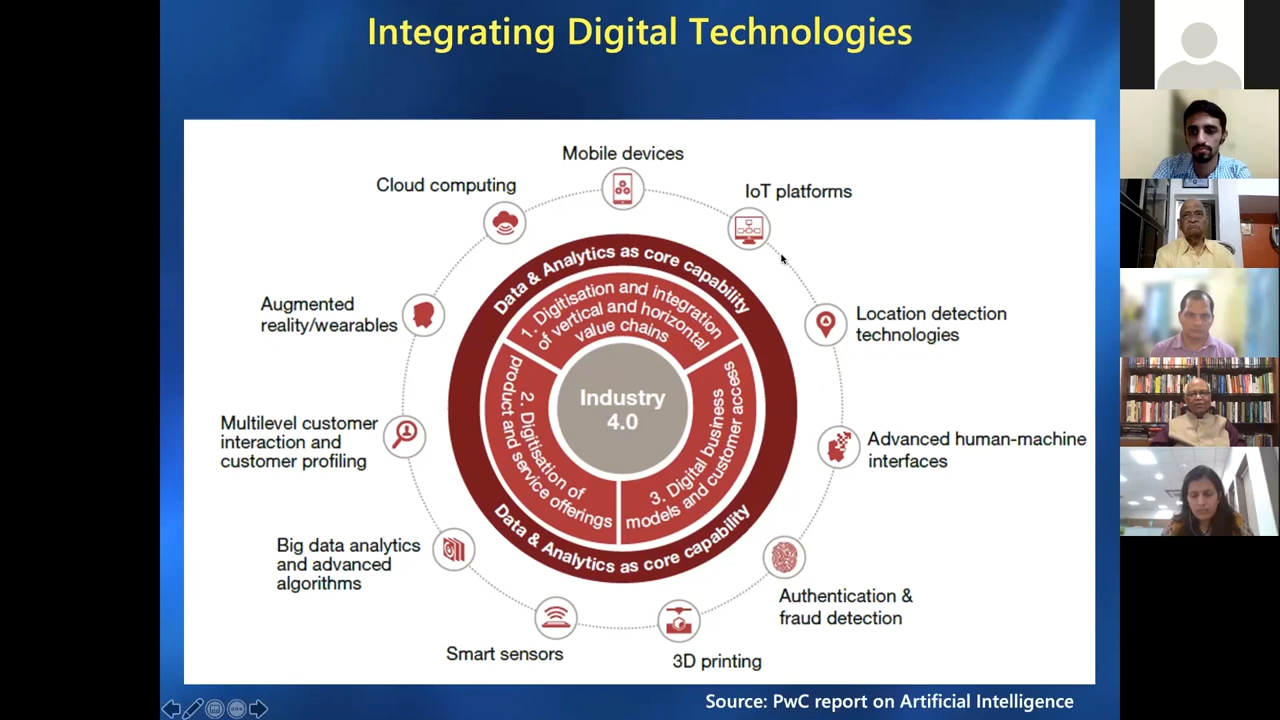 Integrating Digital Technologies
Mobile devices
Cloud computing
IoT platforms
Augmented
reality/wearables
Location detection
technologies
Multilevel customer
interaction and
customer profiling
Advanced human-machine
interfaces
Big data analytics
and advanced
algorithms
Authentication &
fraud detection
Smart sensors
3D printing
Data & Analytics as core capability
1. Digitisation and integration
of vertical and horizontal
value chains
2. Digitisation of
product and service offerings
3. Digital business
models and customer access
Industry
4.0
Data & Analytics as core capability
Source: PwC report on Artificial Intelligence